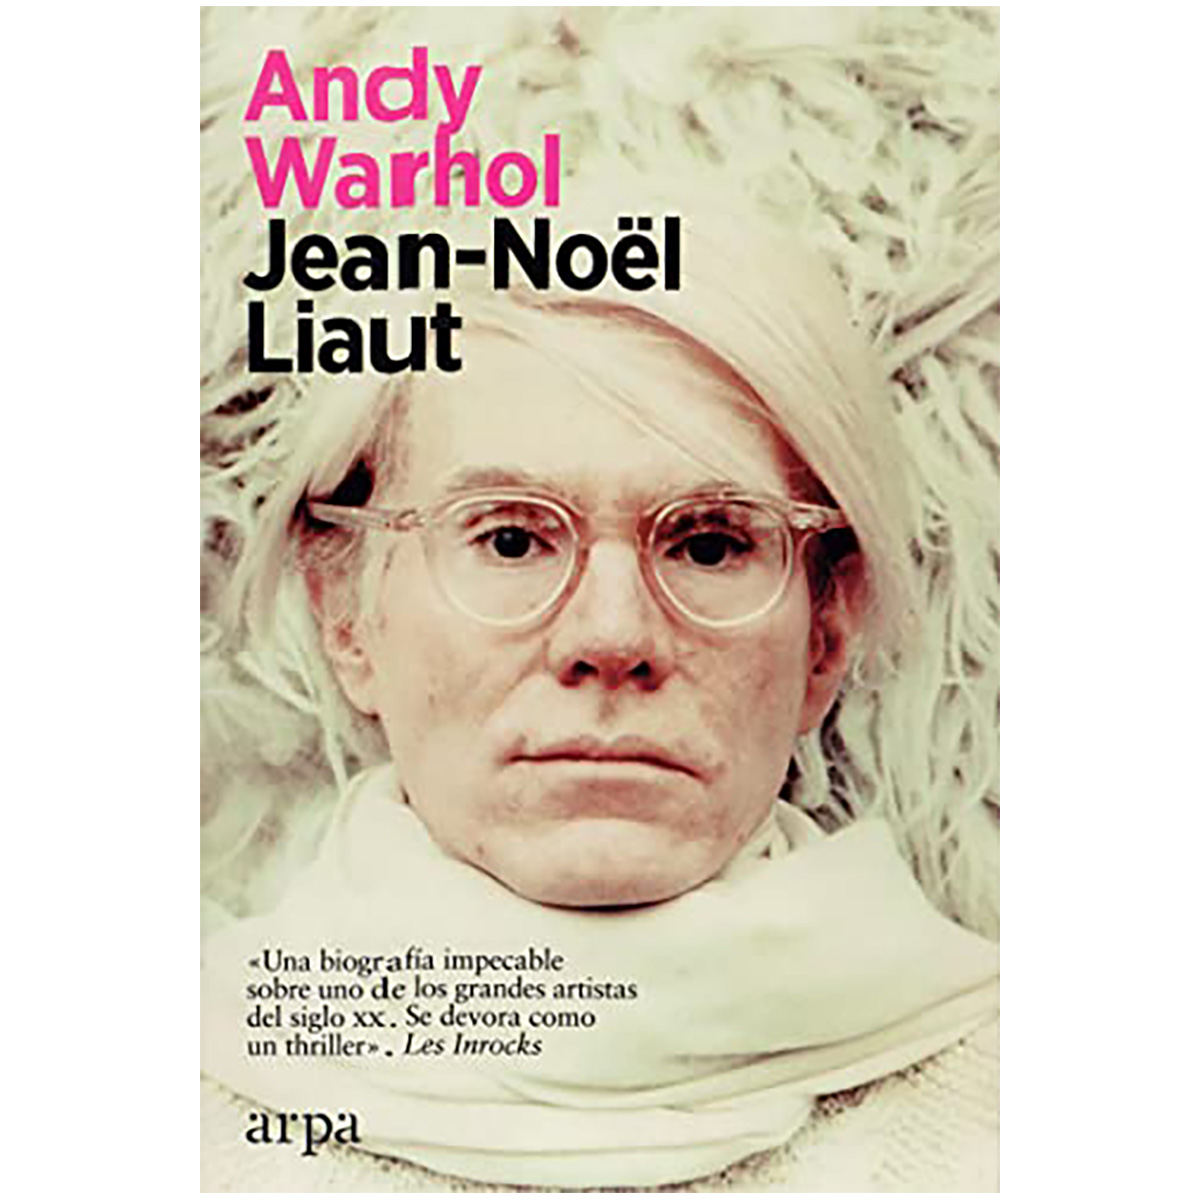 Andy
Warhol
Jean-Noël
Liaut
«Una biografía impecable
sobre uno de los grandes artistas
del siglo xx. Se devora como
un thriller». Les Inrocks
arpa